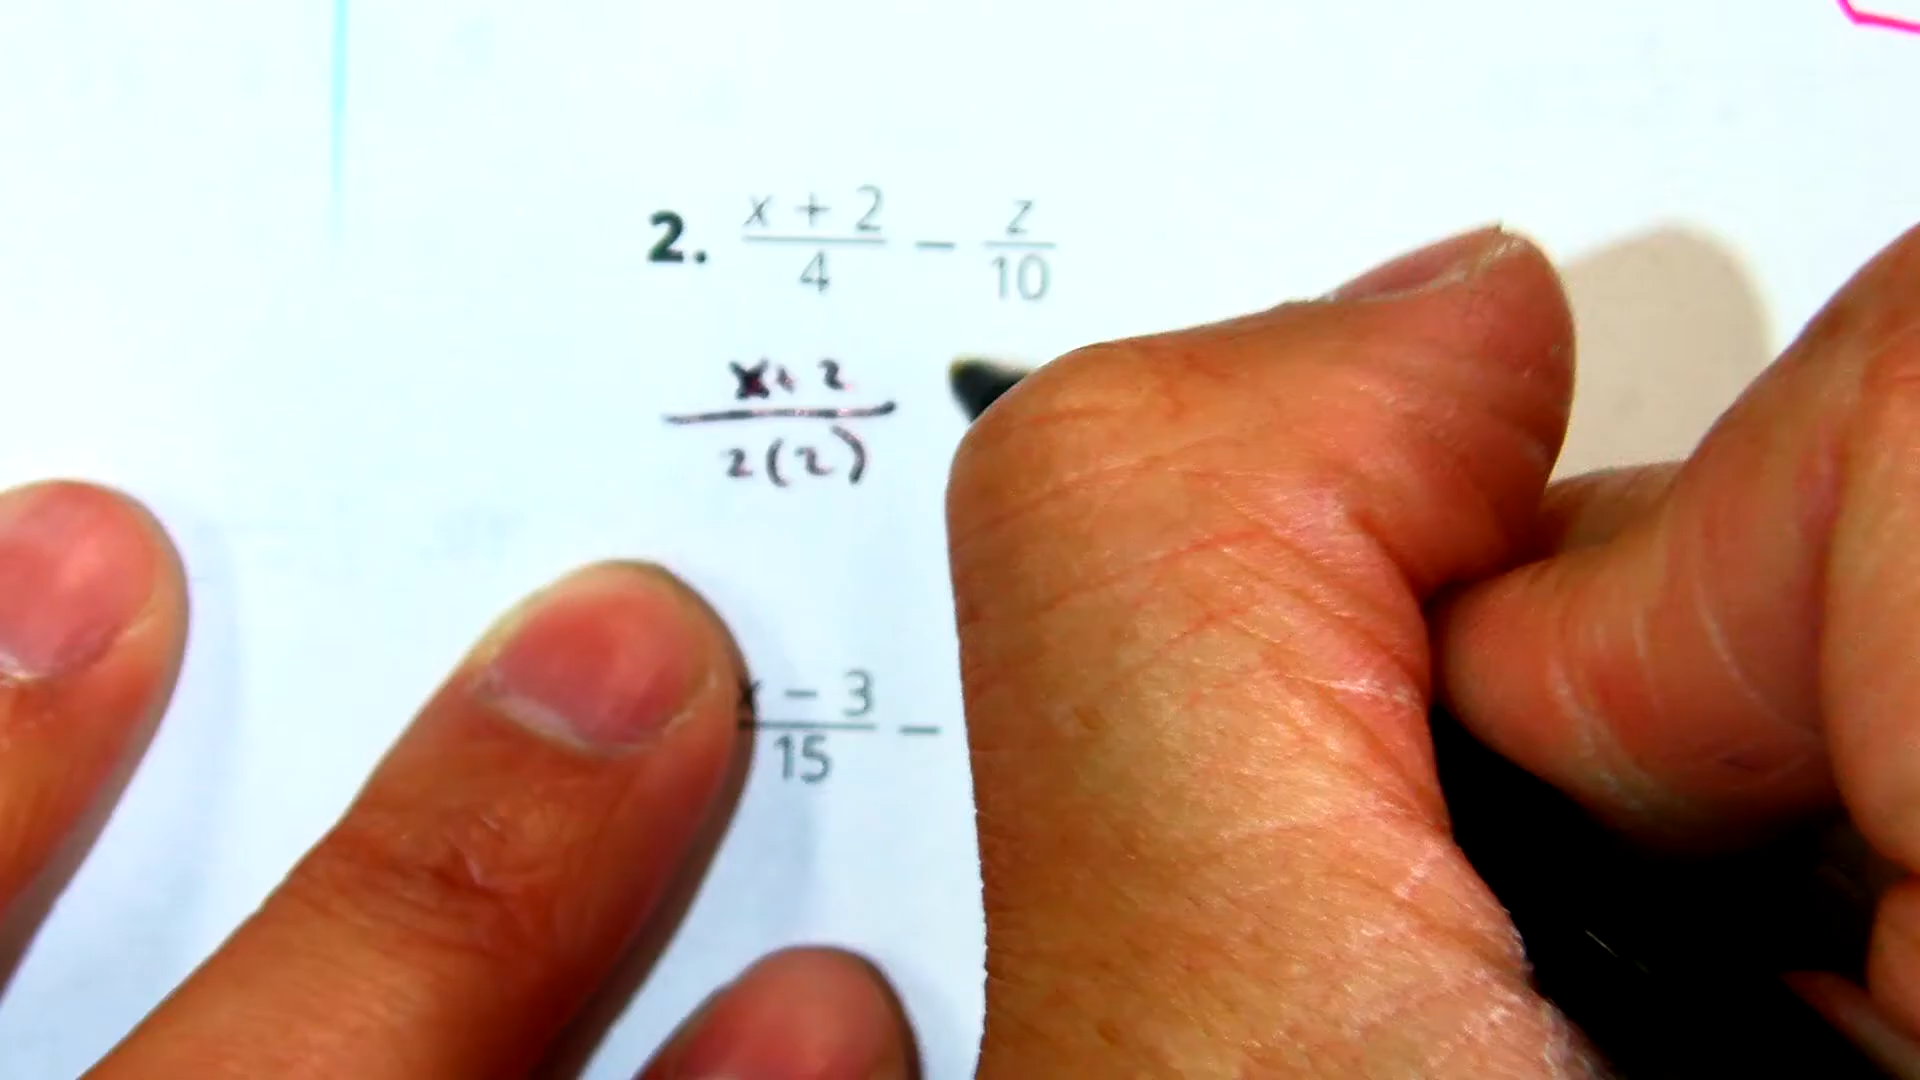 2. x + 2 / 4 − z / 10
x + 2 / 2(2)
x − 3 / 15 −